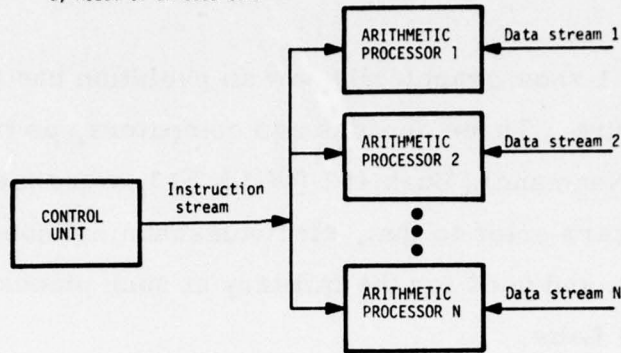 ARITHMETIC
PROCESSOR 1
Data stream 1
ARITHMETIC
PROCESSOR 2
Data stream 2
Instruction
stream
CONTROL
UNIT
ARITHMETIC
PROCESSOR N
Data stream N